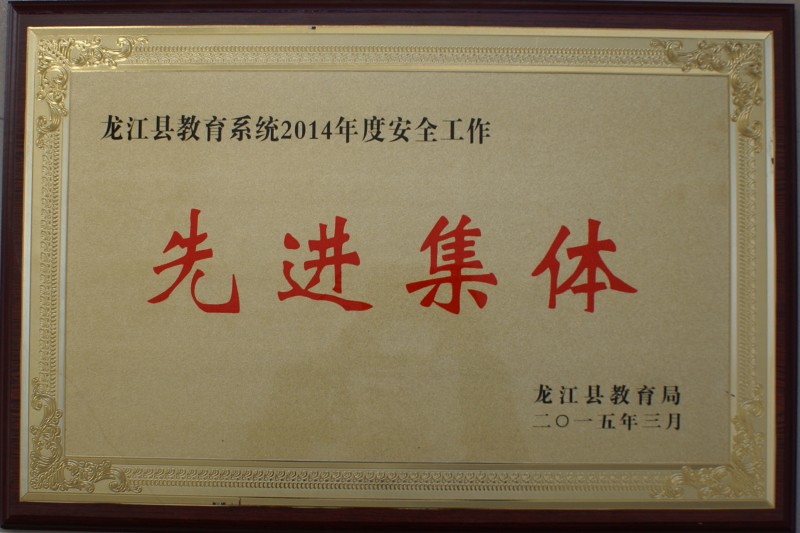 龙江县教育系统2014年度安全工作
先进集体
龙江县教育局
二〇一五年三月